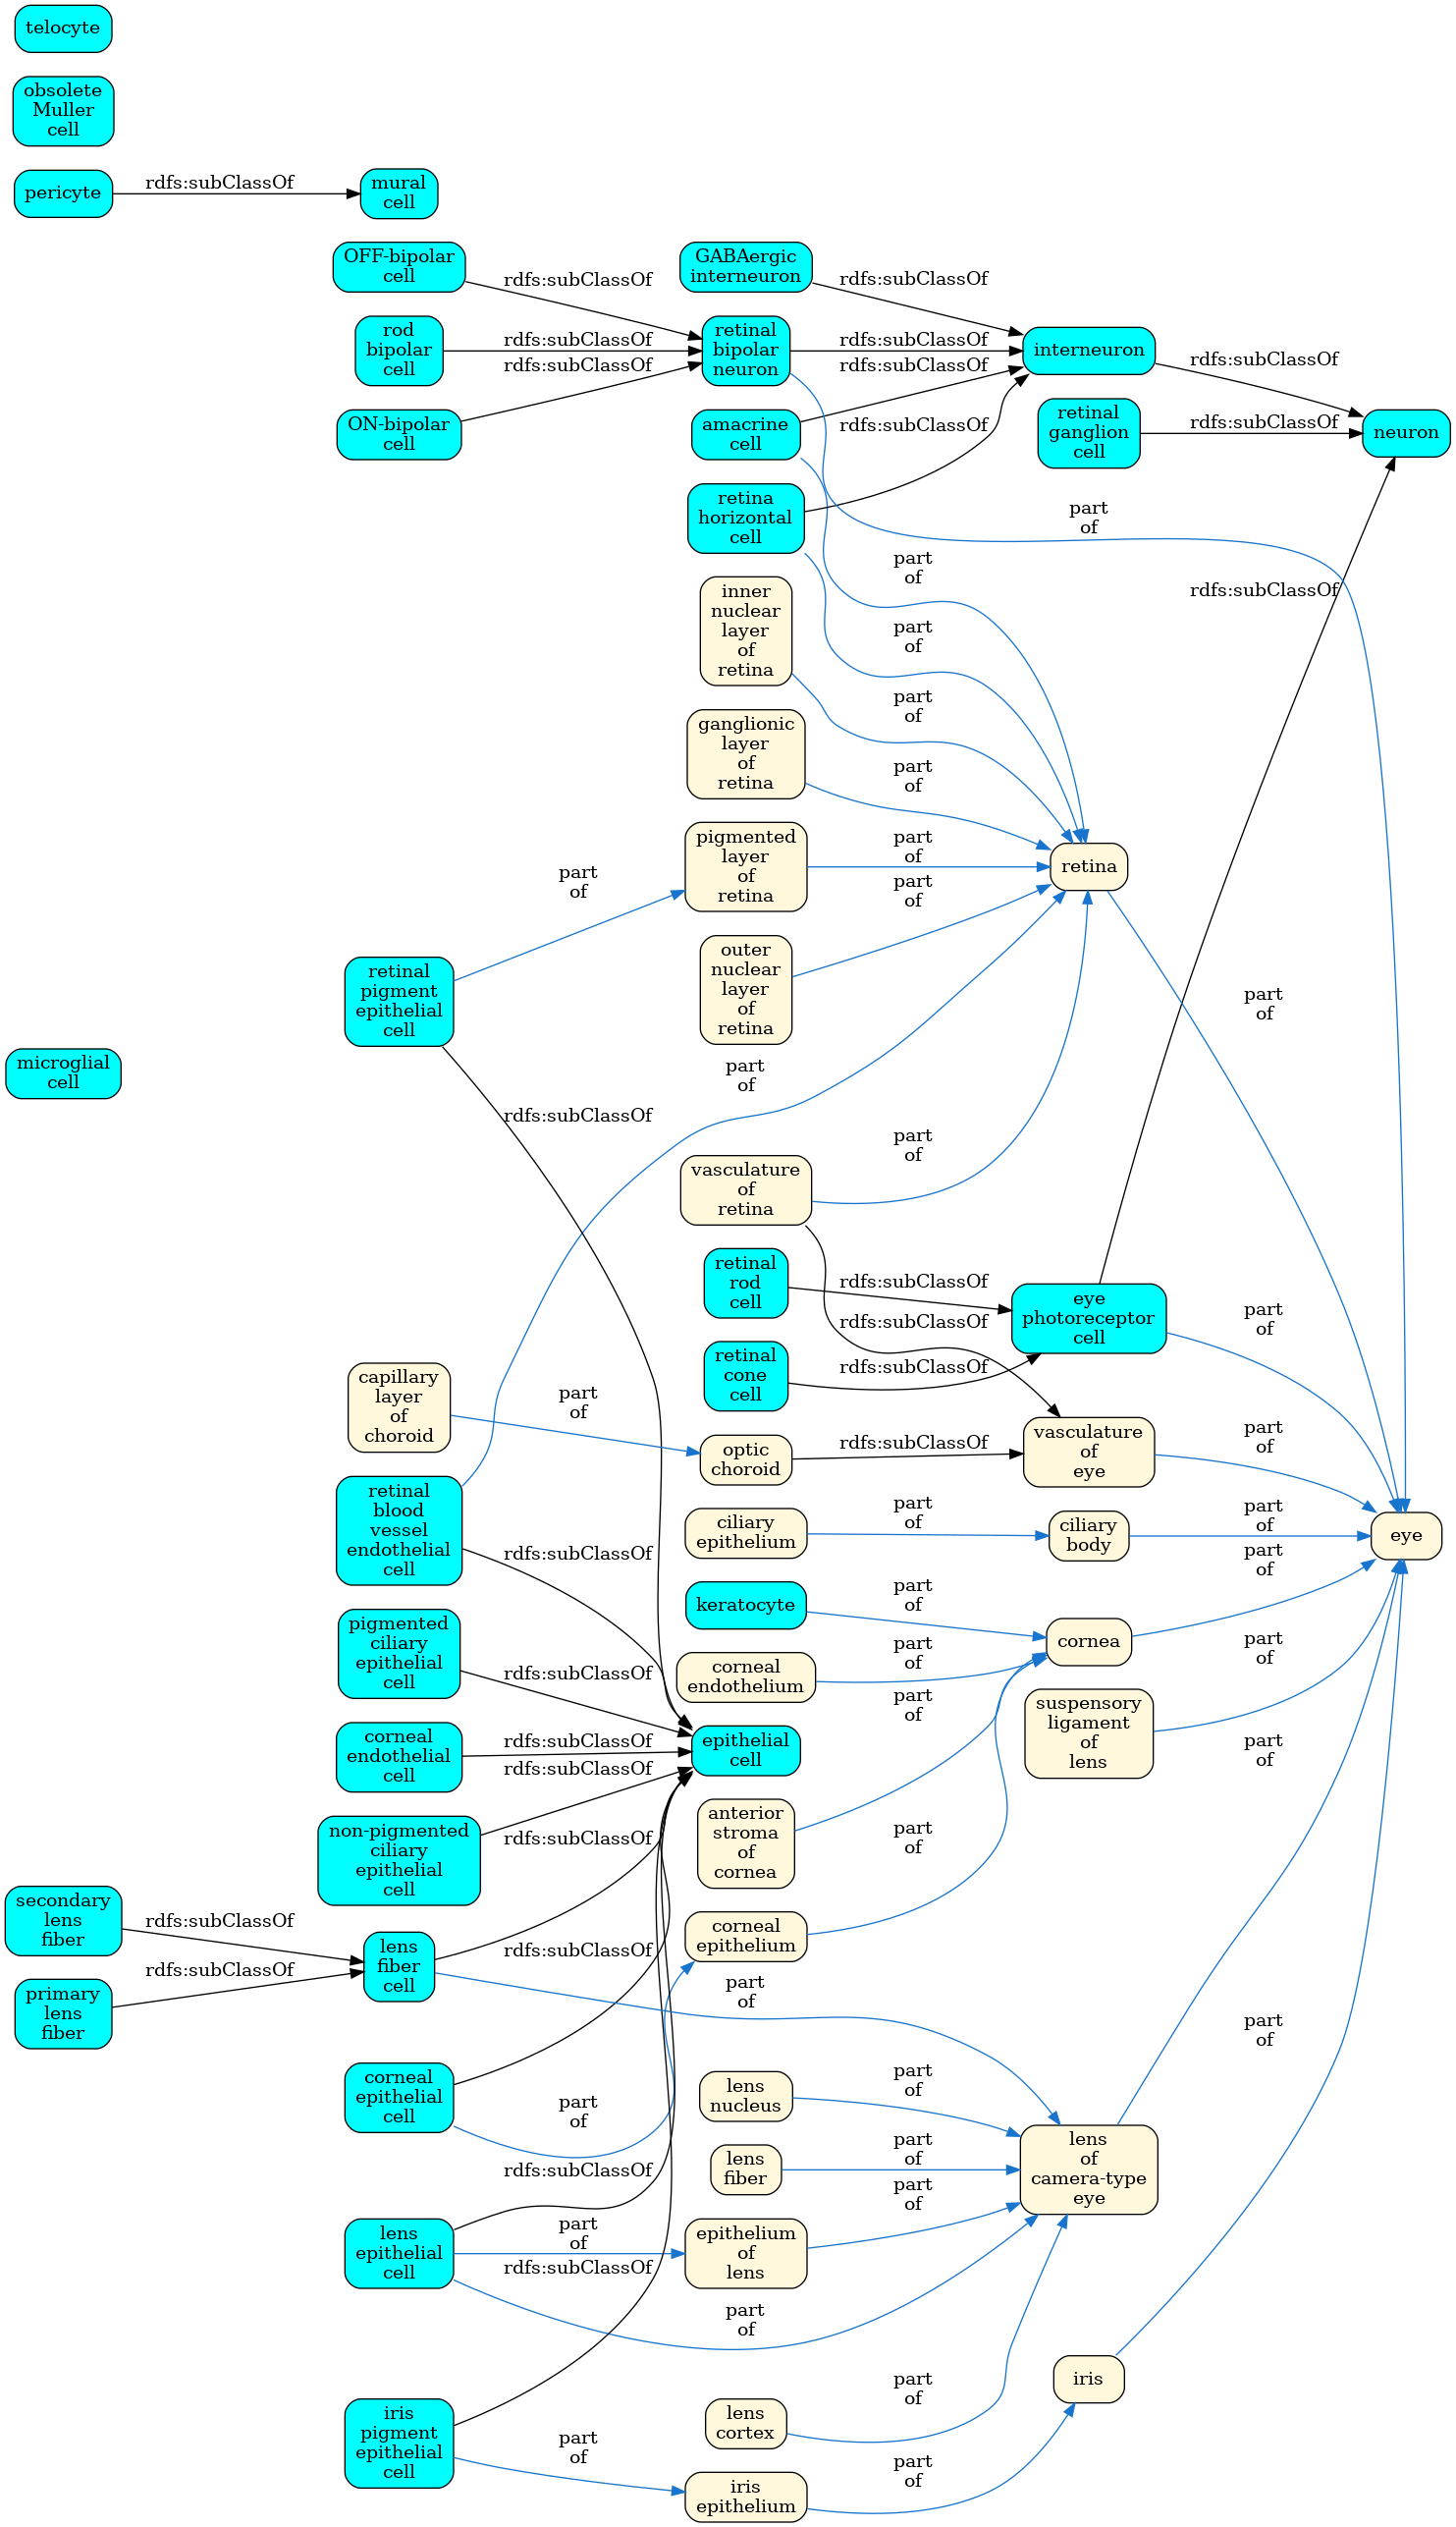 telocyte
obsolete
Muller
cell
pericyte
rdfs:subClassOf
mural
cell
OFF-bipolar
cell
rdfs:subClassOf
GABAergic
interneuron
rdfs:subClassOf
rod
bipolar
cell
rdfs:subClassOf
retinal
bipolar
neuron
rdfs:subClassOf
interneuron
rdfs:subClassOf
ON-bipolar
cell
rdfs:subClassOf
amacrine
cell
rdfs:subClassOf
retinal
ganglion
cell
rdfs:subClassOf
neuron
retina
horizontal
cell
rdfs:subClassOf
part
of
part
of
inner
nuclear
layer
of
retina
part
of
rdfs:subClassOf
ganglionic
layer
of
retina
part
of
part
of
pigmented
layer
of
retina
part
of
retina
part
of
part
of
outer
nuclear
layer
of
retina
retinal
pigment
epithelial
cell
part
of
microglial
cell
part
of
rdfs:subClassOf
vasculature
of
retina
part
of
retinal
rod
cell
rdfs:subClassOf
eye
photoreceptor
cell
part
of
rdfs:subClassOf
retinal
cone
cell
rdfs:subClassOf
capillary
layer
of
choroid
part
of
optic
choroid
rdfs:subClassOf
vasculature
of
eye
part
of
retinal
blood
vessel
endothelial
cell
rdfs:subClassOf
ciliary
epithelium
part
of
ciliary
body
part
of
eye
part
of
keratocyte
part
of
cornea
part
of
pigmented
ciliary
epithelial
cell
rdfs:subClassOf
corneal
endothelium
part
of
part
of
suspensory
ligament
of
lens
part
of
corneal
endothelial
cell
rdfs:subClassOf
epithelial
cell
rdfs:subClassOf
non-pigmented
ciliary
epithelial
cell
rdfs:subClassOf
anterior
stroma
of
cornea
part
of
secondary
lens
fiber
rdfs:subClassOf
lens
fiber
cell
rdfs:subClassOf
corneal
epithelium
primary
lens
fiber
rdfs:subClassOf
part
of
part
of
corneal
epithelial
cell
part
of
lens
nucleus
part
of
rdfs:subClassOf
lens
fiber
part
of
lens
of
camera-type
eye
part
of
lens
epithelial
cell
part
of
rdfs:subClassOf
epithelium
of
lens
part
of
iris
pigment
epithelial
cell
part
of
lens
cortex
part
of
iris
iris
epithelium
part
of